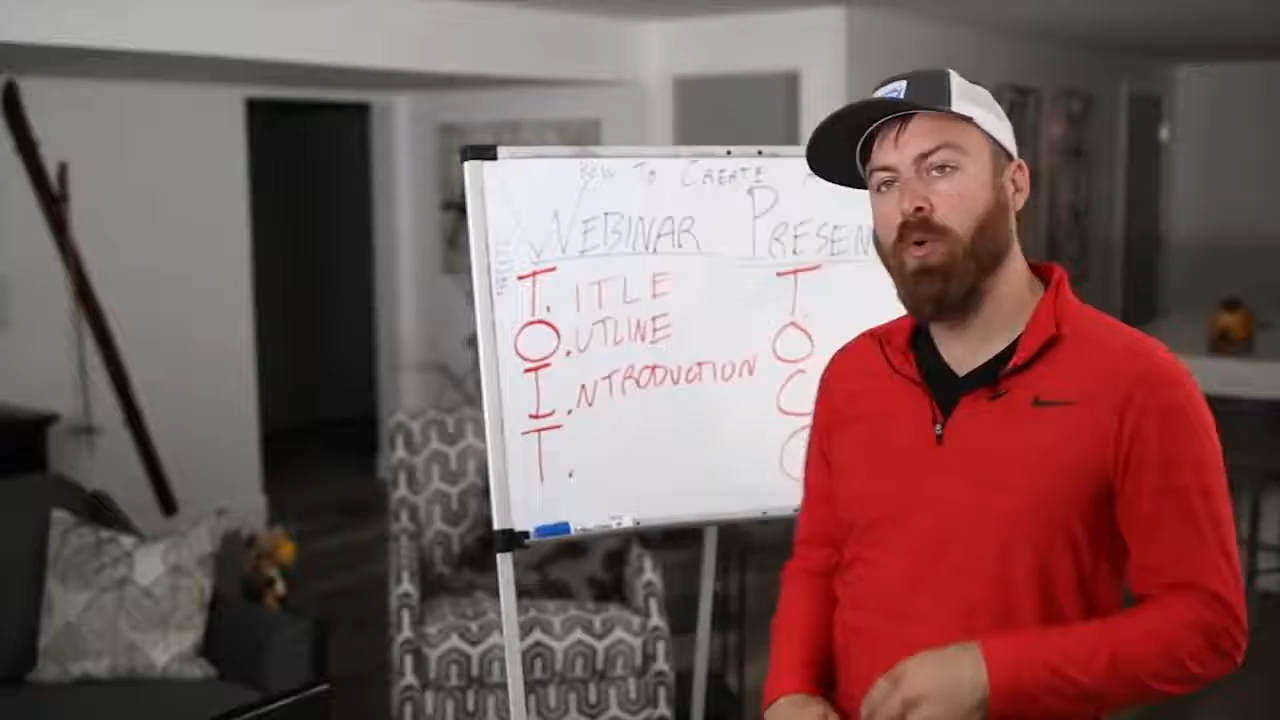 HOW TO CREATE A
WEBINAR PRESEN
T. ITLE T.
O. UTLINE O
I. NTRODUCTION C
T.